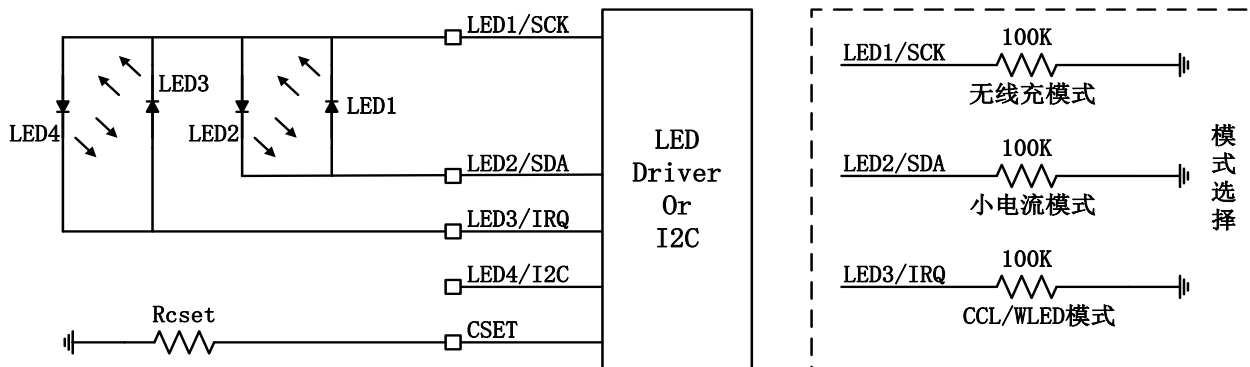 LED1/SCK
LED3
LED1
LED4
LED2
LED2/SDA
LED3/IRQ
LED4/I2C
Rcset
CSET
LED
Driver
Or
I2C
LED1/SCK
100K
无线充模式
LED2/SDA
100K
小电流模式
LED3/IRQ
100K
CCL/WLED模式
模式选择